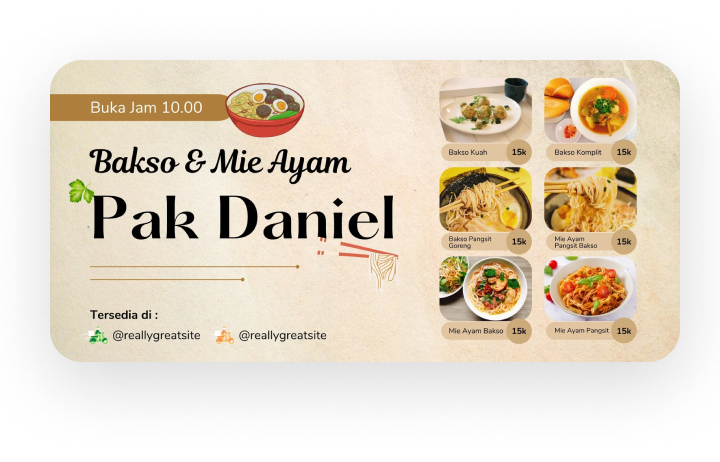 Buka Jam 10.00
Bakso & Mie Ayam
Pak Daniel
Tersedia di :
@reallygreatsite @reallygreatsite
Bakso Kuah 15k
Bakso Komplit 15k
Bakso Pangsit
Goreng 15k
Mie Ayam
Pangsit Bakso 15k
Mie Ayam Bakso 15k
Mie Ayam Pangsit 15k